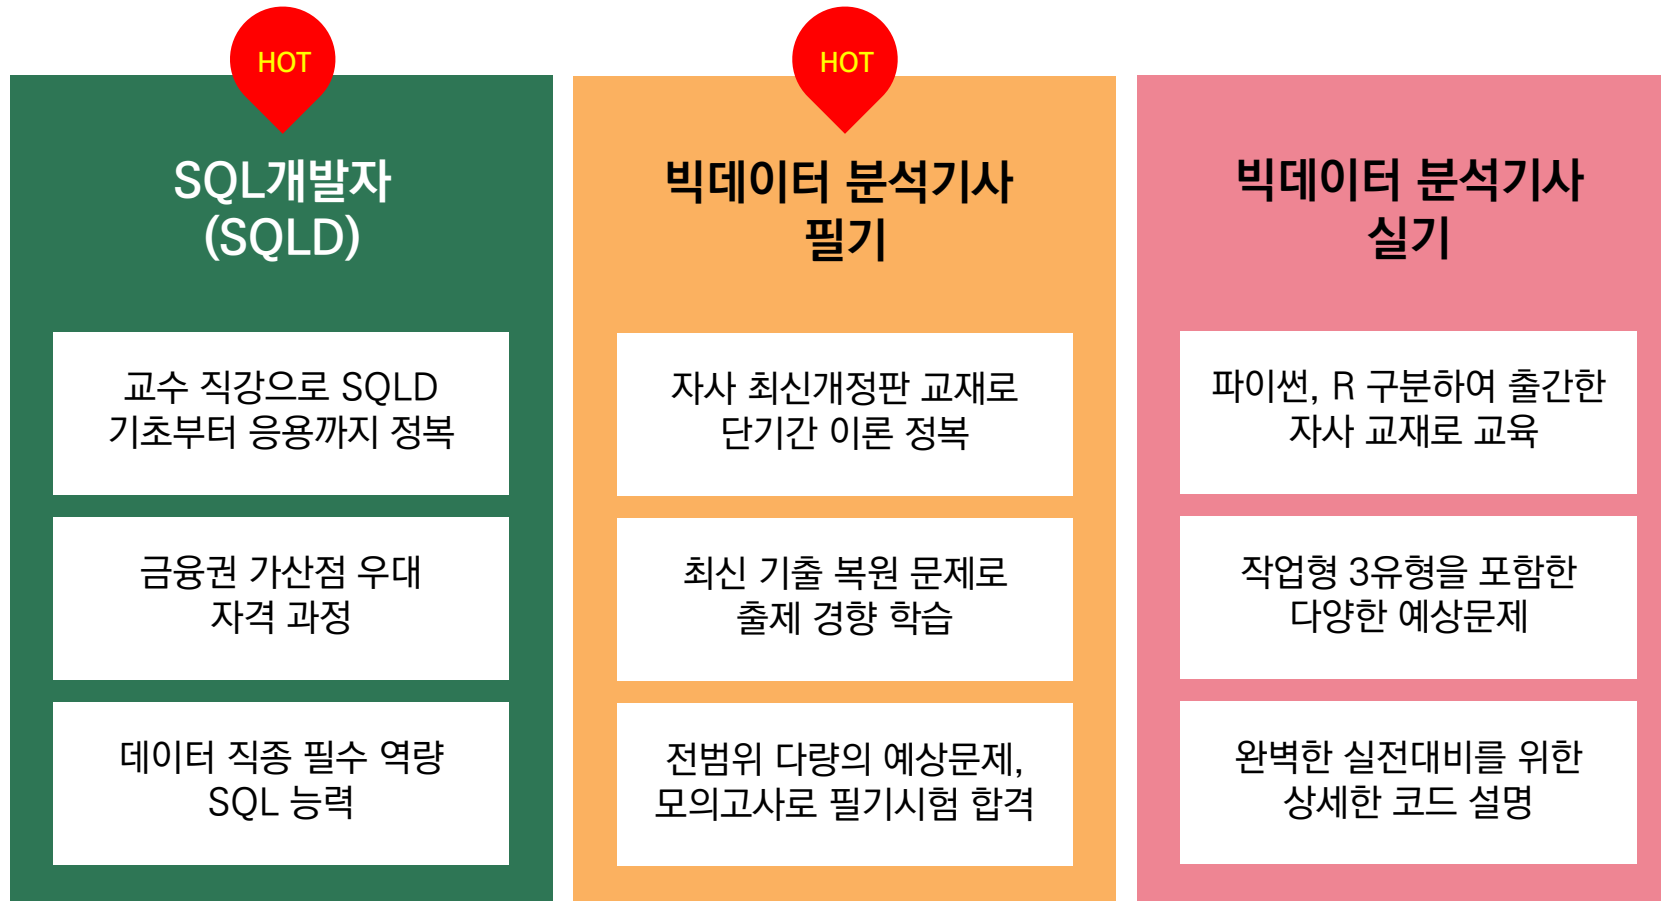 HOT
SQL개발자
(SQLD)
교수 직강으로 SQLD
기초부터 응용까지 정복
금융권 가산점 우대
자격 과정
데이터 직종 필수 역량
SQL 능력
HOT
빅데이터 분석기사
필기
자사 최신개정판 교재로
단기간 이론 정복
최신 기출 복원 문제로
출제 경향 학습
전범위 다량의 예상문제,
모의고사로 필기시험 합격
빅데이터 분석기사
실기
파이썬, R 구분하여 출간한
자사 교재로 교육
작업형 3유형을 포함한
다양한 예상문제
완벽한 실전대비를 위한
상세한 코드 설명